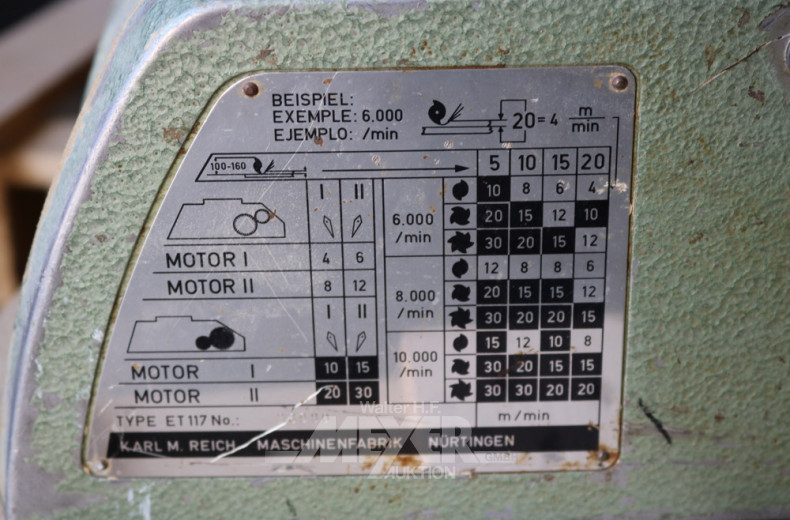 BEISPIEL:
EXEMPLE: 6.000
EJEMPLO: /min
20 = 4 m/min
100-160
5 10 15 20
I II
6.000 /min
10 8 6 4
20 15 12 10
30 20 15 12
MOTOR I 4 6
MOTOR II 8 12
8.000 /min
12 8 8 6
20 15 15 12
30 20 20 15
I II
10.000 /min
15 12 10 8
30 20 15 15
30 30 20 20
MOTOR I 10 15
MOTOR II 20 30
TYPE ET 117 No.:
m/min
KARL M. REICH MASCHINENFABRIK NÜRTINGEN
Walter H.F.
MEYER
GMBH
AUKTION